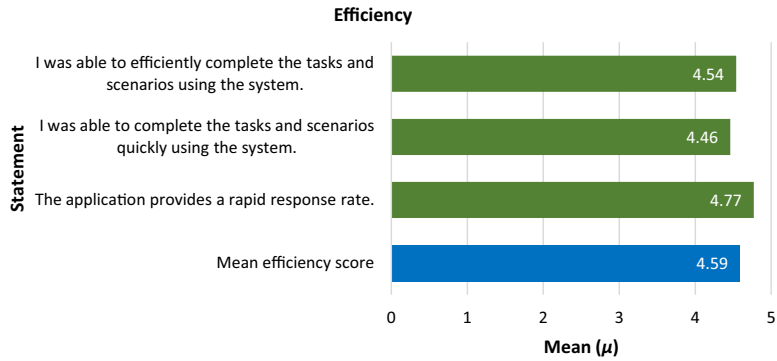 Efficiency
I was able to efficiently complete the tasks and
scenarios using the system.
4.54
I was able to complete the tasks and scenarios
quickly using the system.
4.46
The application provides a rapid response rate.
4.77
Mean efficiency score
4.59
Statement
0 1 2 3 4 5
Mean (μ)